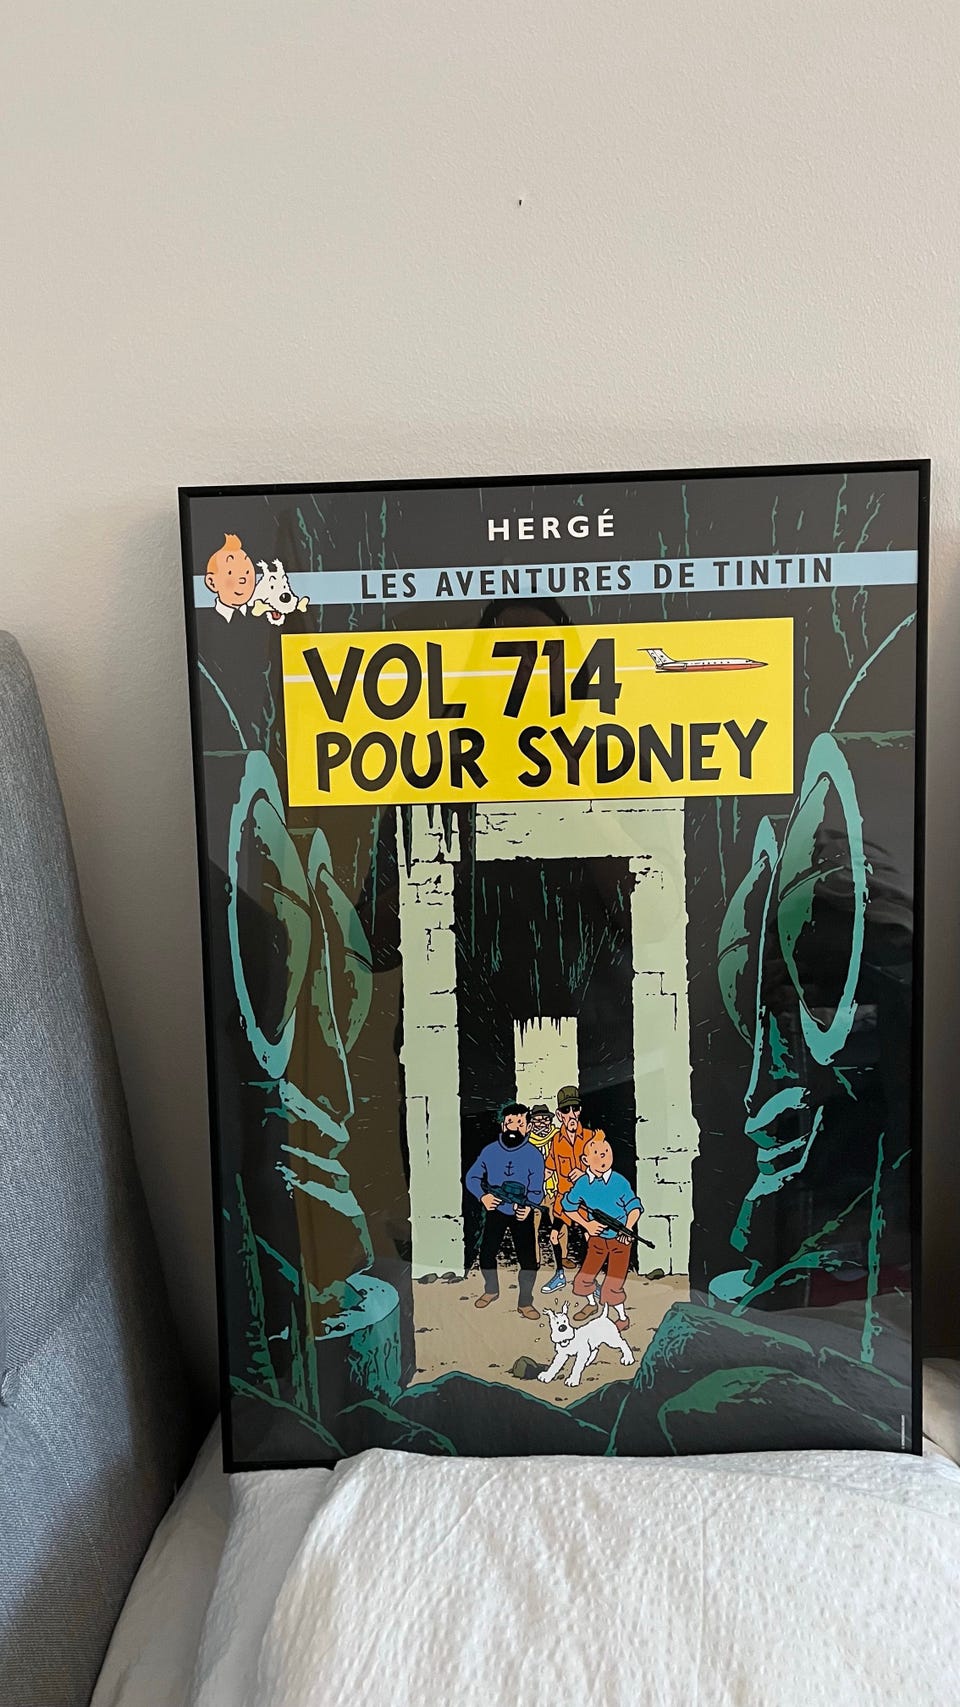 HERGÉ
LES AVENTURES DE TINTIN
VOL 714
POUR SYDNEY